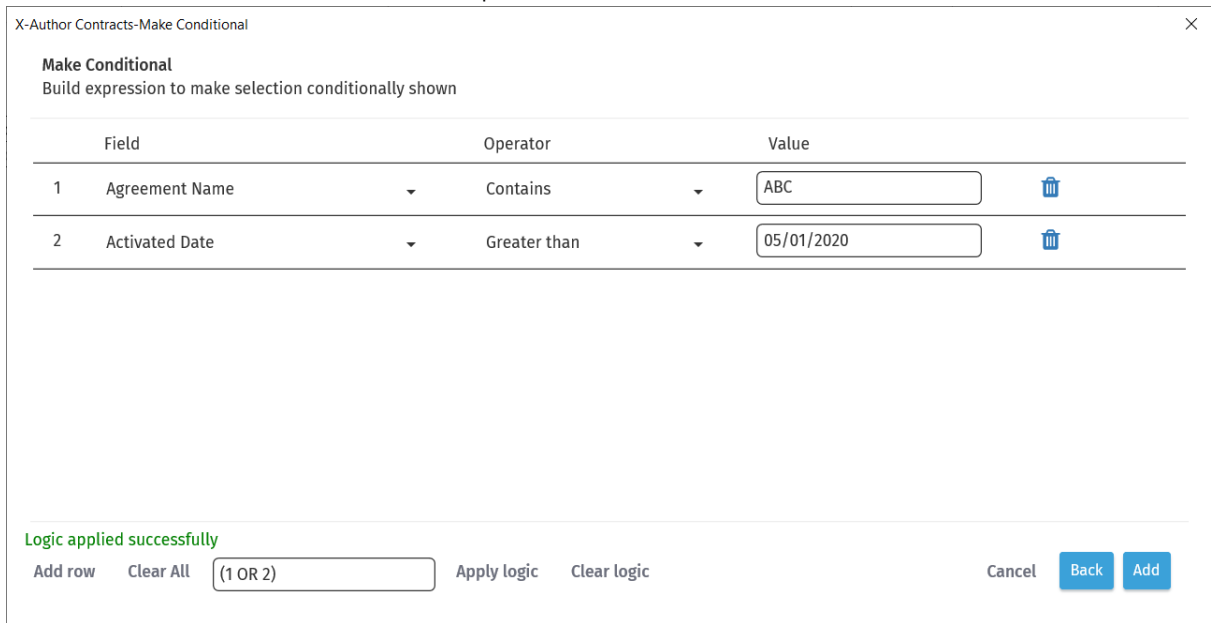 X-Author Contracts-Make Conditional
Make Conditional
Build expression to make selection conditionally shown
Field Operator Value
1 Agreement Name Contains ABC
2 Activated Date Greater than 05/01/2020
Logic applied successfully
Add row Clear All (1 OR 2) Apply logic Clear logic Cancel Back Add